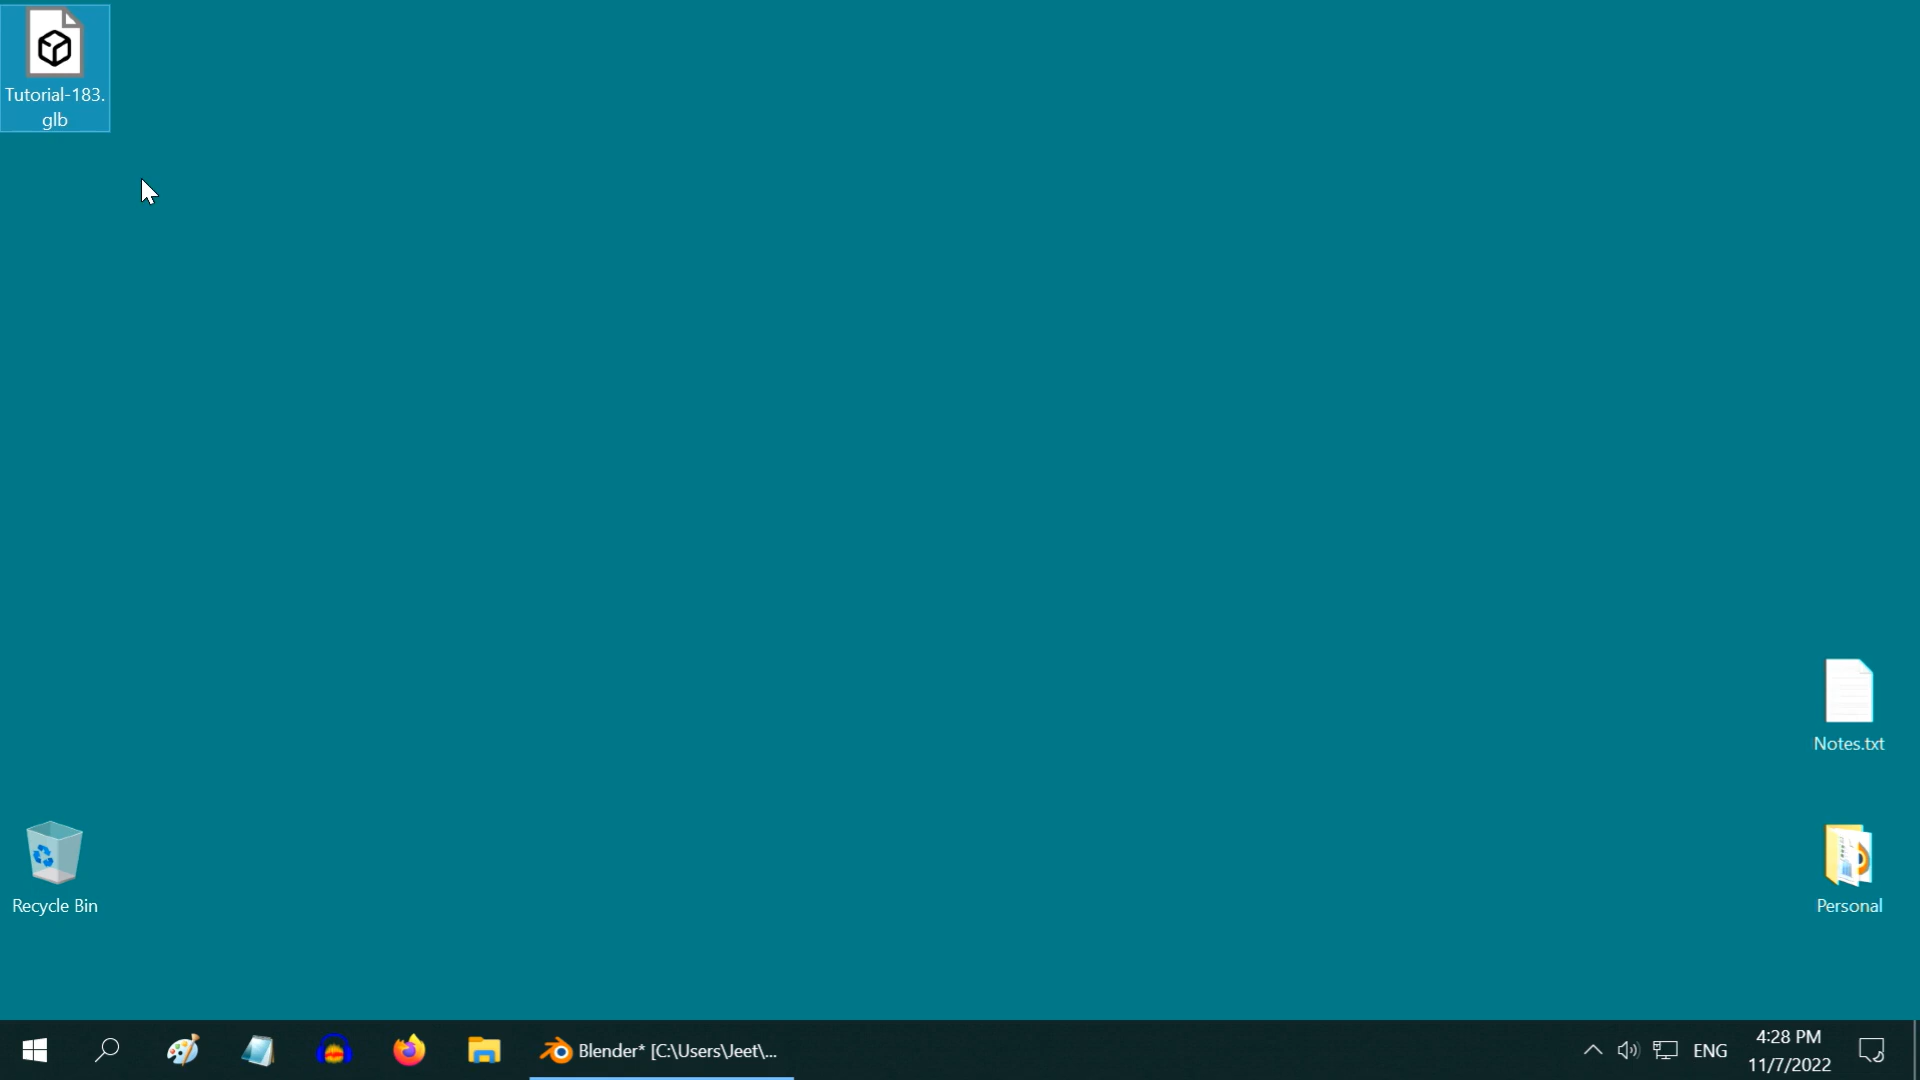 Tutorial-183.
glb
Notes.txt
Recycle Bin
Personal
Blender* [C:\Users\Jeet\...
ENG
4:28 PM
11/7/2022